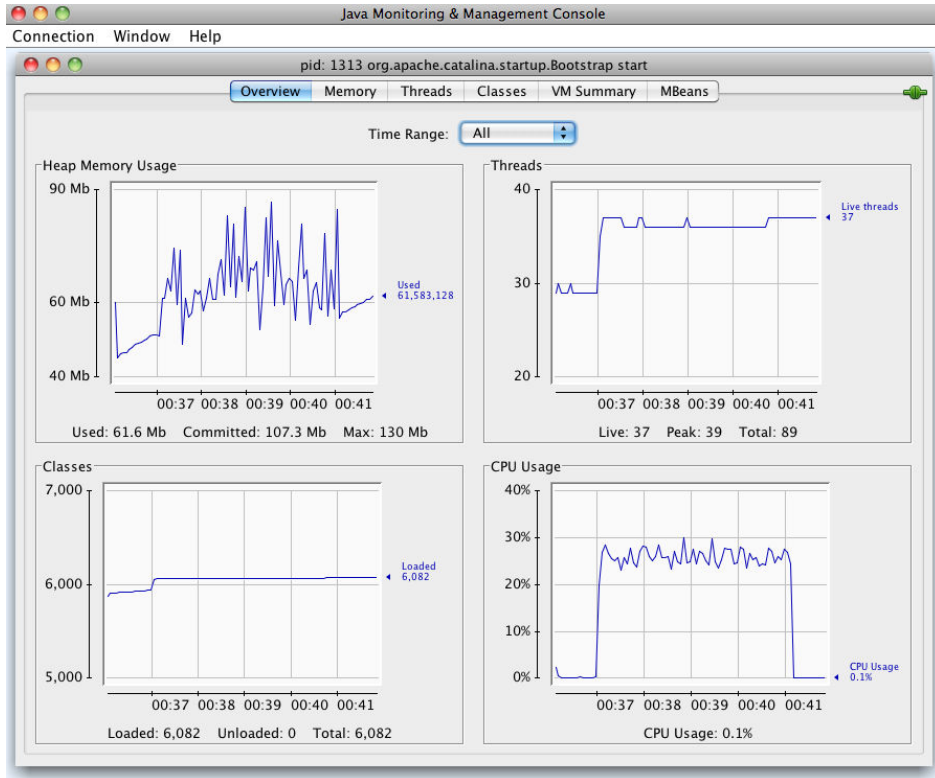 Java Monitoring & Management Console
Connection Window Help
pid: 1313 org.apache.catalina.startup.Bootstrap start
Overview Memory Threads Classes VM Summary MBeans
Time Range: All
Heap Memory Usage
90 Mb
60 Mb
40 Mb
Used
61,583,128
00:37 00:38 00:39 00:40 00:41
Used: 61.6 Mb Committed: 107.3 Mb Max: 130 Mb
Threads
40
30
20
Live threads
37
00:37 00:38 00:39 00:40 00:41
Live: 37 Peak: 39 Total: 89
Classes
7,000
6,000
5,000
Loaded
6,082
00:37 00:38 00:39 00:40 00:41
Loaded: 6,082 Unloaded: 0 Total: 6,082
CPU Usage
40%
30%
20%
10%
0%
CPU Usage
0.1%
00:37 00:38 00:39 00:40 00:41
CPU Usage: 0.1%